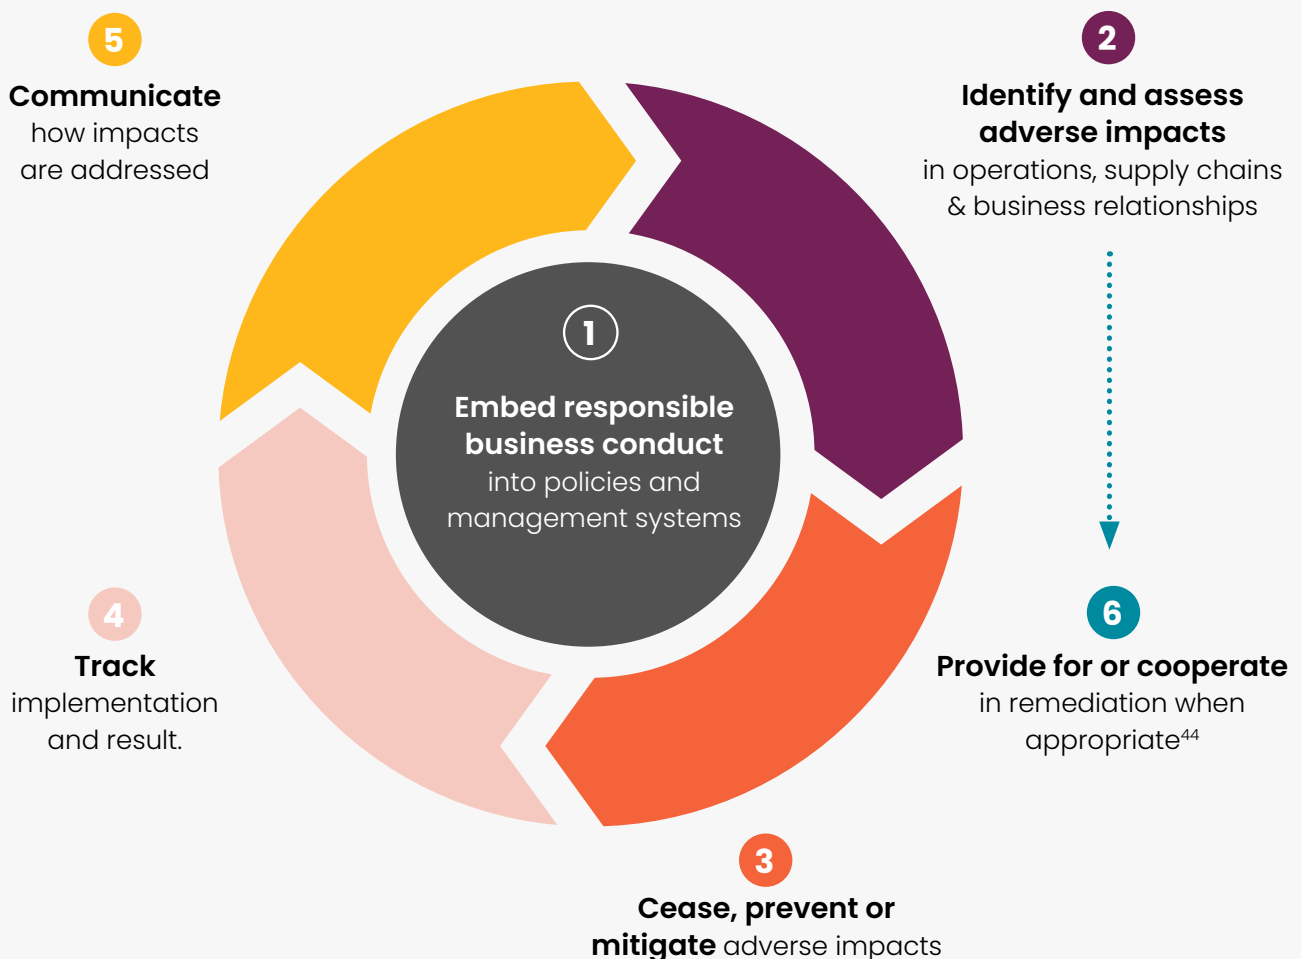 5
Communicate
how impacts
are addressed
2
Identify and assess
adverse impacts
in operations, supply chains
& business relationships
1
Embed responsible
business conduct
into policies and
management systems
4
Track
implementation
and result.
6
Provide for or cooperate
in remediation when
appropriate44
3
Cease, prevent or
mitigate adverse impacts